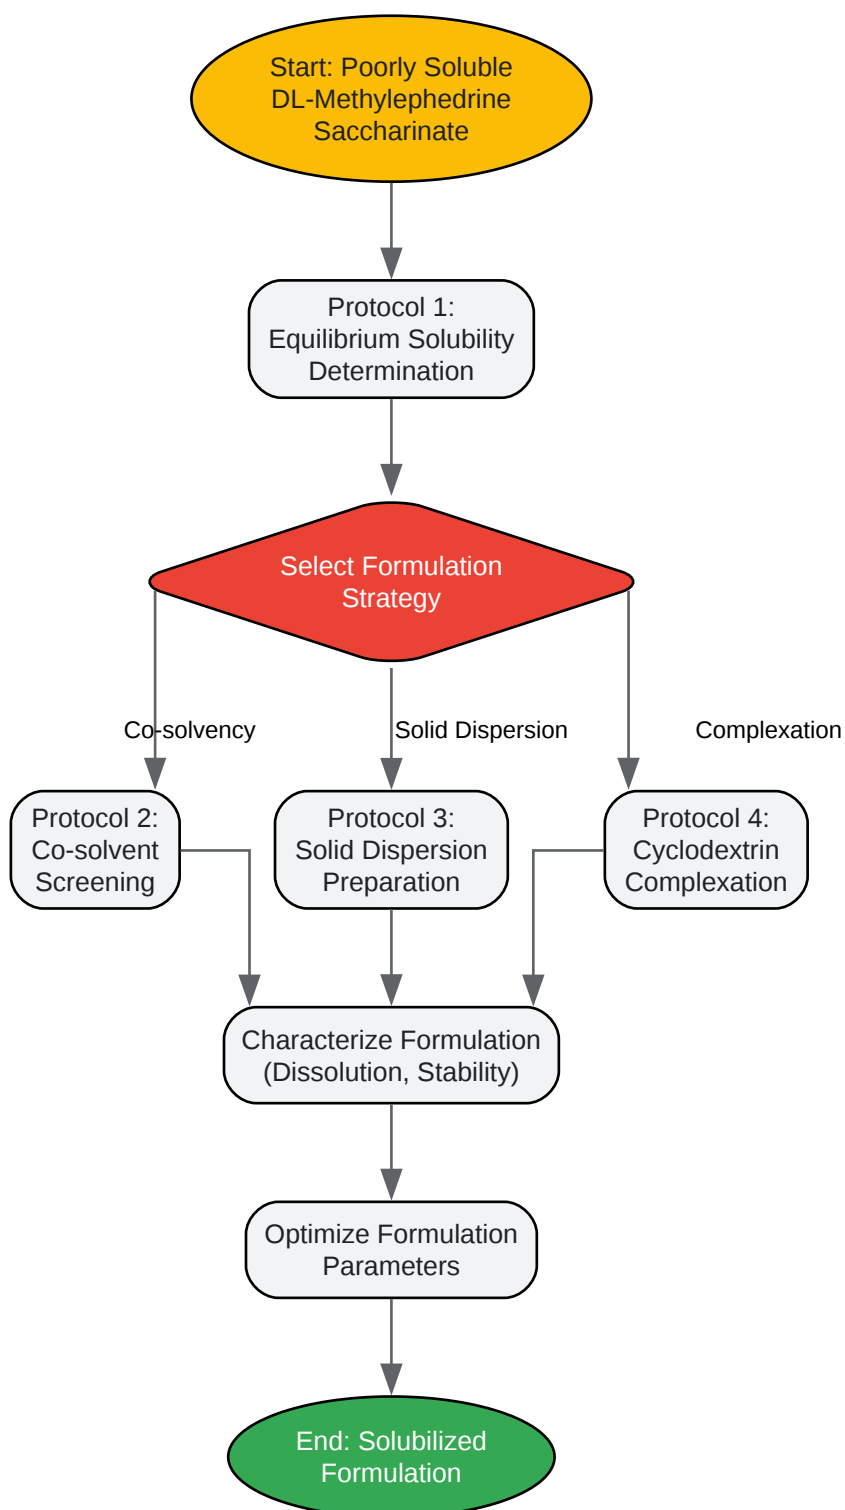 Start: Poorly Soluble
DL-Methylephedrine
Saccharinate
Protocol 1:
Equilibrium Solubility
Determination
Select Formulation
Strategy
Co-solvency
Solid Dispersion
Complexation
Protocol 2:
Co-solvent
Screening
Protocol 3:
Solid Dispersion
Preparation
Protocol 4:
Cyclodextrin
Complexation
Characterize Formulation
(Dissolution, Stability)
Optimize Formulation
Parameters
End: Solubilized
Formulation